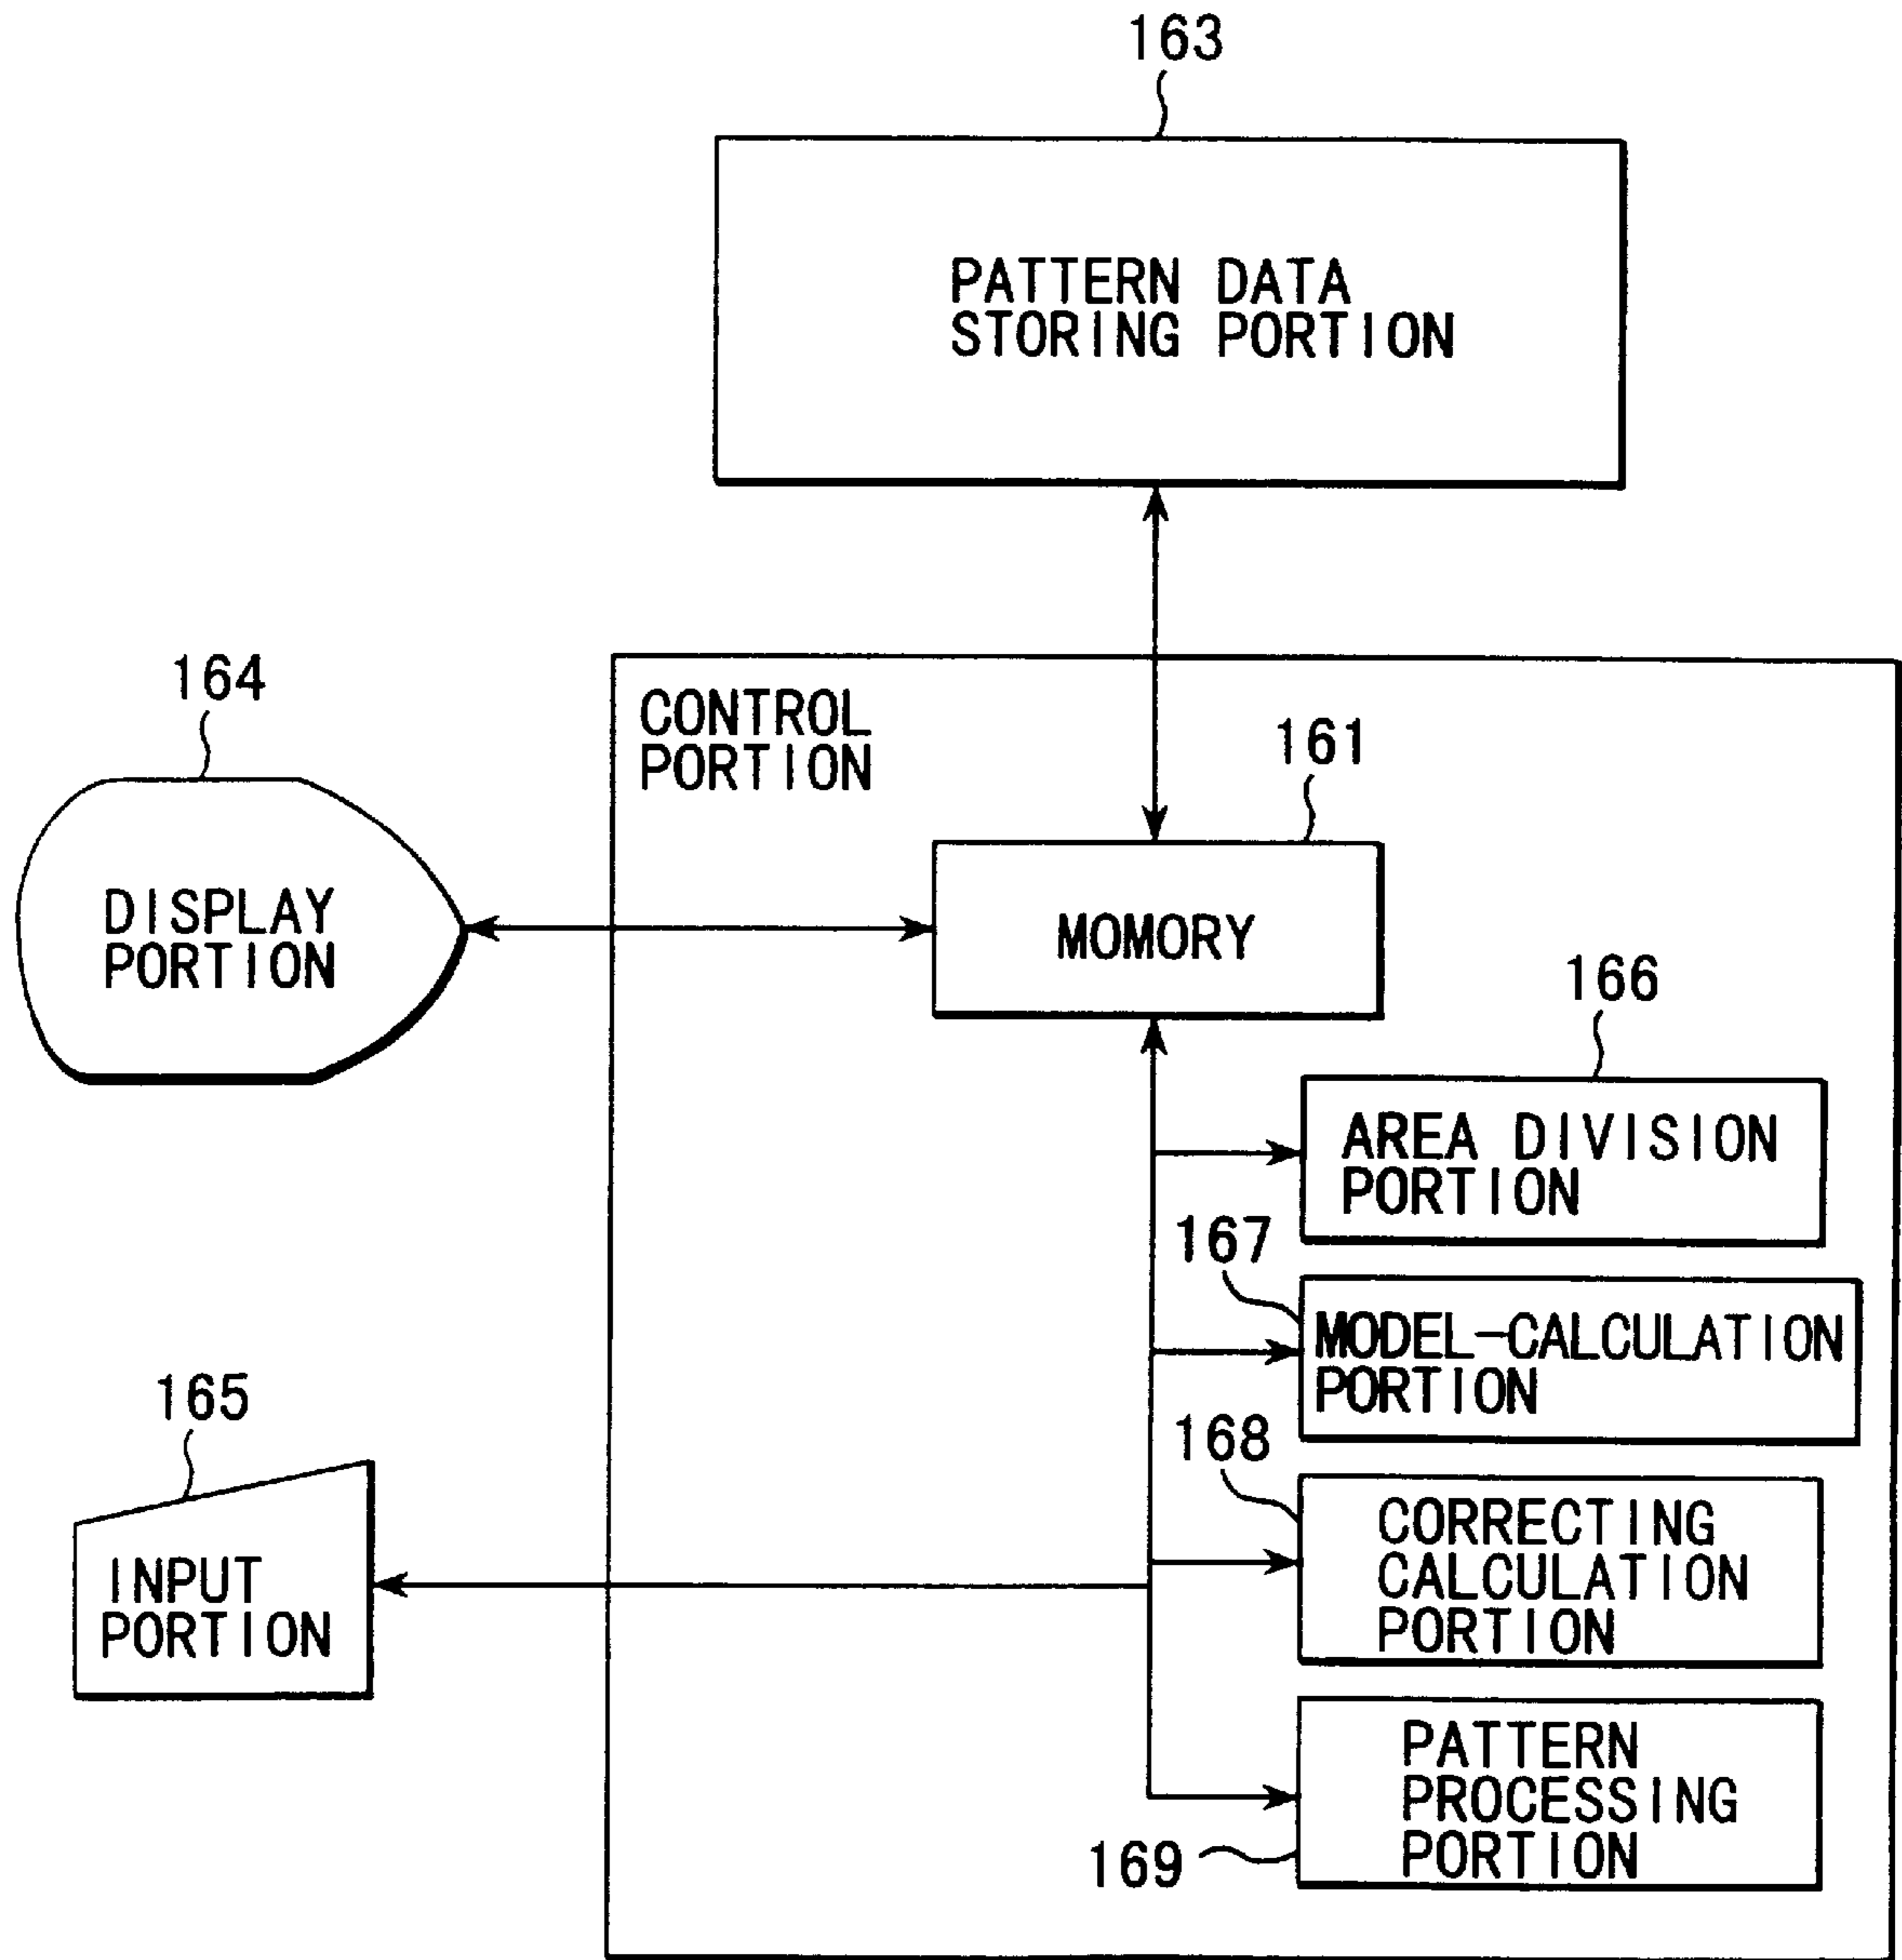 163
PATTERN DATA
STORING PORTION
164
CONTROL
PORTION
161
DISPLAY
PORTION
MOMORY
166
AREA DIVISION
PORTION
167
MODEL-CALCULATION
PORTION
165
168
CORRECTING
CALCULATION
PORTION
INPUT
PORTION
PATTERN
PROCESSING
PORTION
169